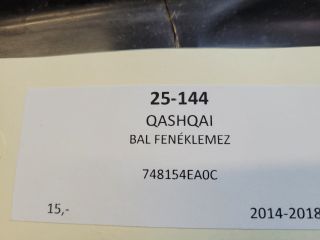 25-144
QASHQAI
BAL FENÉKLEMEZ
748154EA0C
15,-
2014-2018